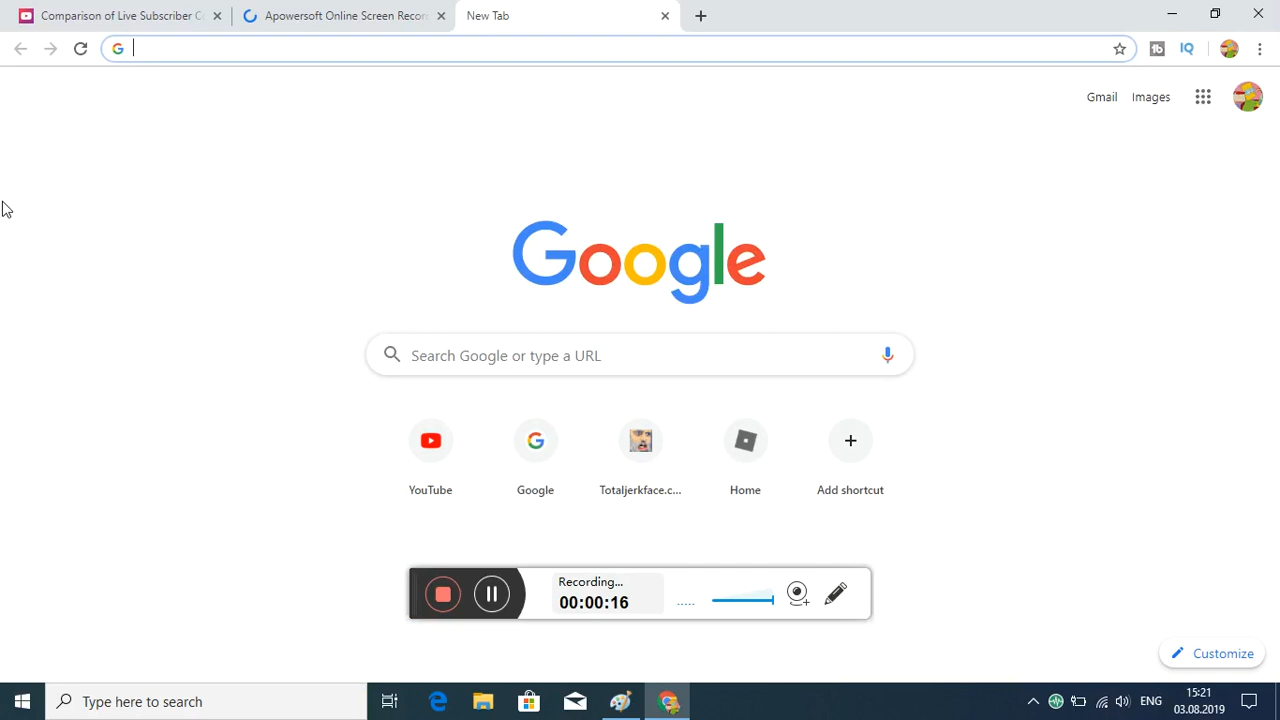 Comparison of Live Subscriber C
Apowersoft Online Screen Recor
New Tab
Gmail
Images
Google
Search Google or type a URL
YouTube
Google
Totaljerkface.c...
Home
Add shortcut
Recording...
00:00:16
Customize
Type here to search
ENG
15:21
03.08.2019